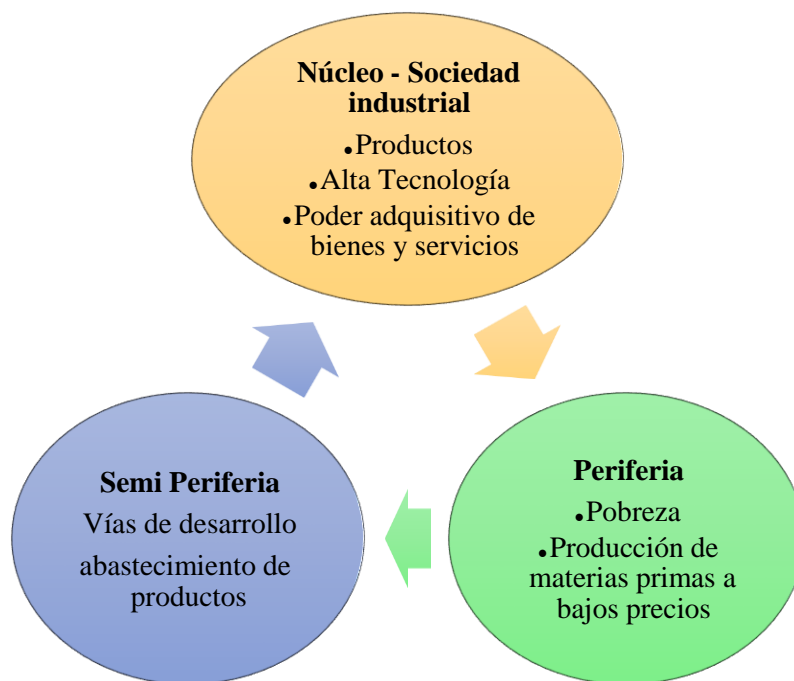 Núcleo - Sociedad
industrial
•Productos
•Alta Tecnología
•Poder adquisitivo de
bienes y servicios
Periferia
•Pobreza
•Producción de
materias primas a
bajos precios
Semi Periferia
Vías de desarrollo
abastecimiento de
productos